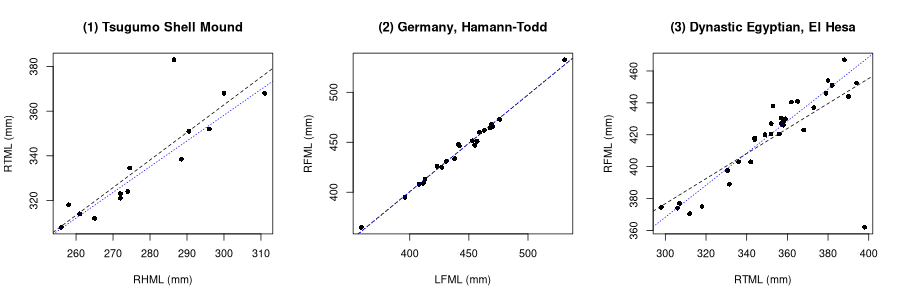 (1) Tsugumo Shell Mound
RTML (mm)
320 340 360 380
260 270 280 290 300 310
RHML (mm)
(2) Germany, Hamann-Todd
RFML (mm)
400 450 500
400 450 500
LFML (mm)
(3) Dynastic Egyptian, El Hesa
RFML (mm)
360 380 400 420 440 460
300 320 340 360 380 400
RTML (mm)